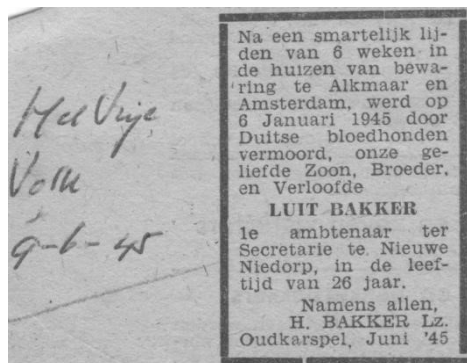 Het Vrije
Volk
9-6-45
Na een smartelijk lij-
den van 6 weken in
de huizen van bewa-
ring te Alkmaar en
Amsterdam, werd op
6 Januari 1945 door
Duitse bloedhonden
vermoord, onze ge-
liefde Zoon, Broeder,
en Verloofde
LUIT BAKKER
1e ambtenaar ter
Secretarie te Nieuwe
Niedorp, in de leef-
tijd van 26 jaar.
Namens allen,
H. BAKKER Lz.
Oudkarspel, Juni '45